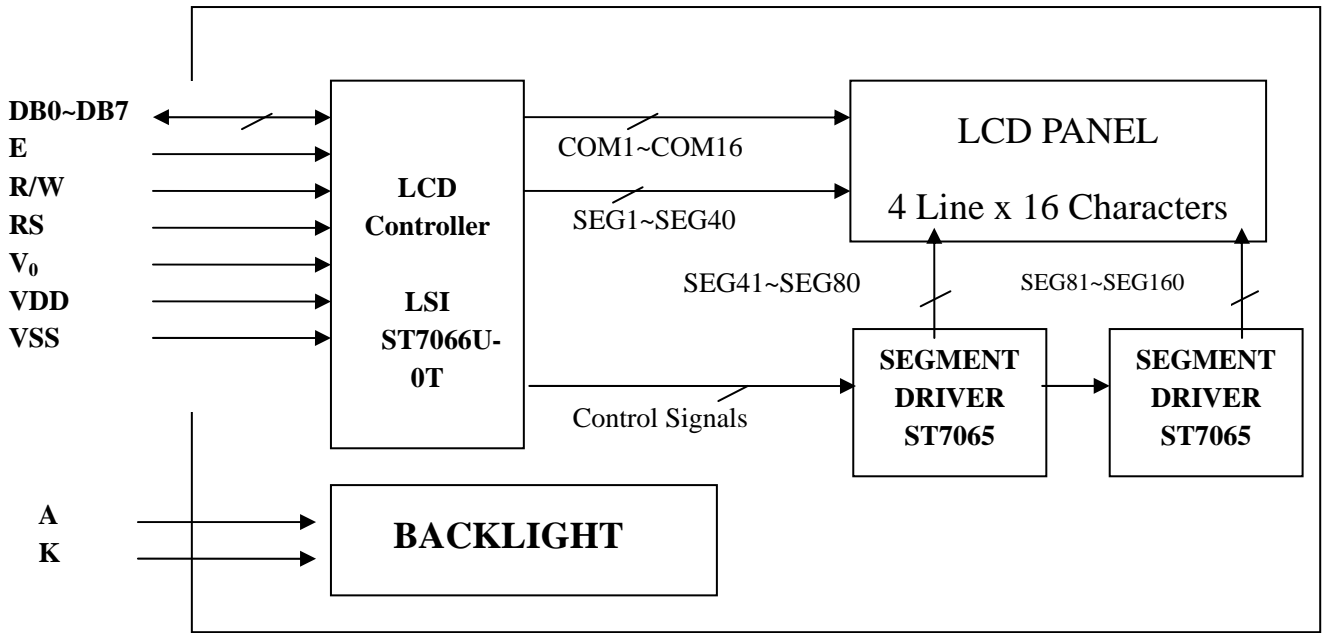 DB0~DB7
E
R/W
RS
V₀
VDD
VSS
A
K
LCD
Controller
LSI
ST7066U-
0T
COM1~COM16
SEG1~SEG40
LCD PANEL
4 Line x 16 Characters
SEG41~SEG80
SEG81~SEG160
Control Signals
SEGMENT
DRIVER
ST7065
SEGMENT
DRIVER
ST7065
BACKLIGHT